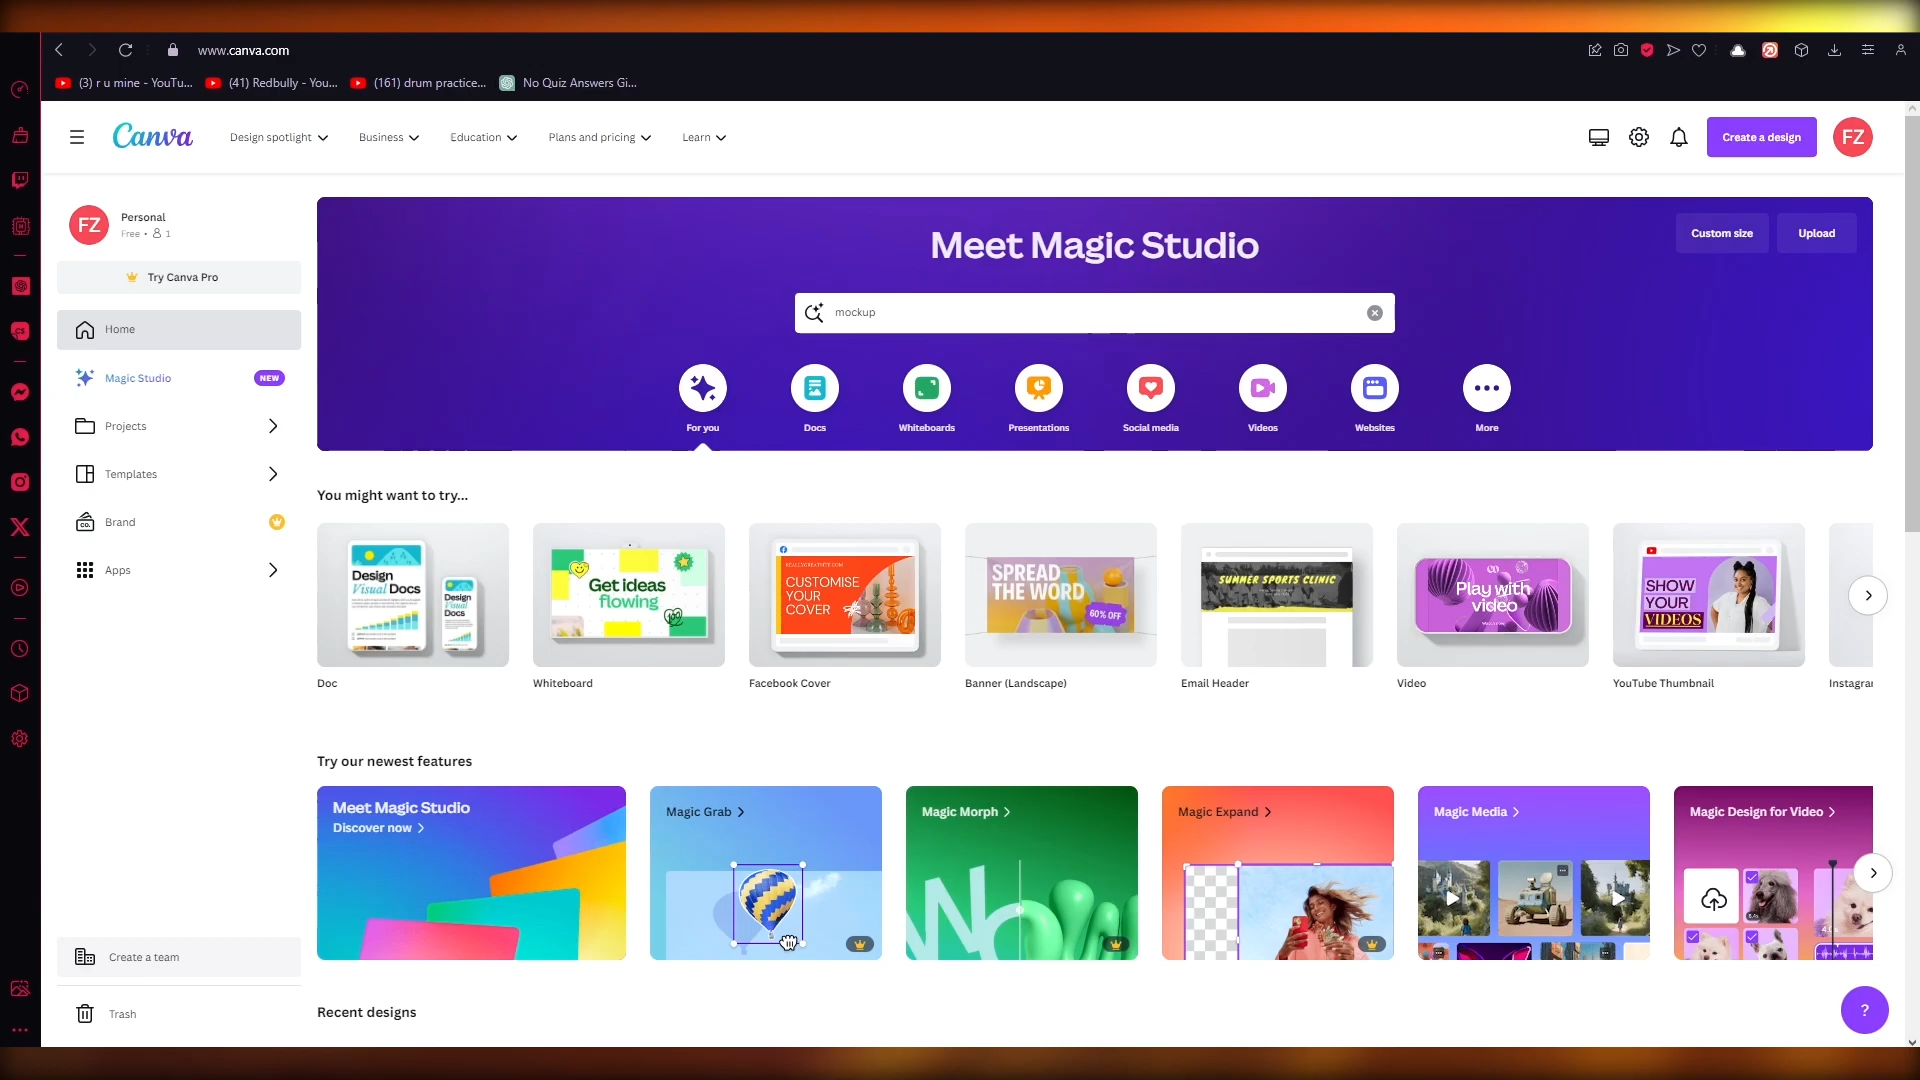 www.canva.com
(3) r u mine - YouTu...
(41) Redbully - You...
(161) drum practice...
No Quiz Answers Gi...
Canva
Design spotlight
Business
Education
Plans and pricing
Learn
Create a design
FZ
FZ
Personal
Free • 1
Try Canva Pro
Home
Magic Studio
NEW
Projects
Templates
Brand
Apps
Create a team
Trash
Meet Magic Studio
Custom size
Upload
mockup
For you
Docs
Whiteboards
Presentations
Social media
Videos
Websites
More
You might want to try...
Design
Visual Docs
Design
Visual Docs
Get ideas
flowing
CUSTOMISE
YOUR
COVER
SPREAD
THE WORD
60% OFF
SUMMER SPORTS CLINIC
Play with
video
SHOW
YOUR
VIDEOS
Doc
Whiteboard
Facebook Cover
Banner (Landscape)
Email Header
Video
YouTube Thumbnail
Instagran
Try our newest features
Meet Magic Studio
Discover now
Magic Grab
Magic Morph
Magic Expand
Magic Media
Magic Design for Video
Recent designs
?